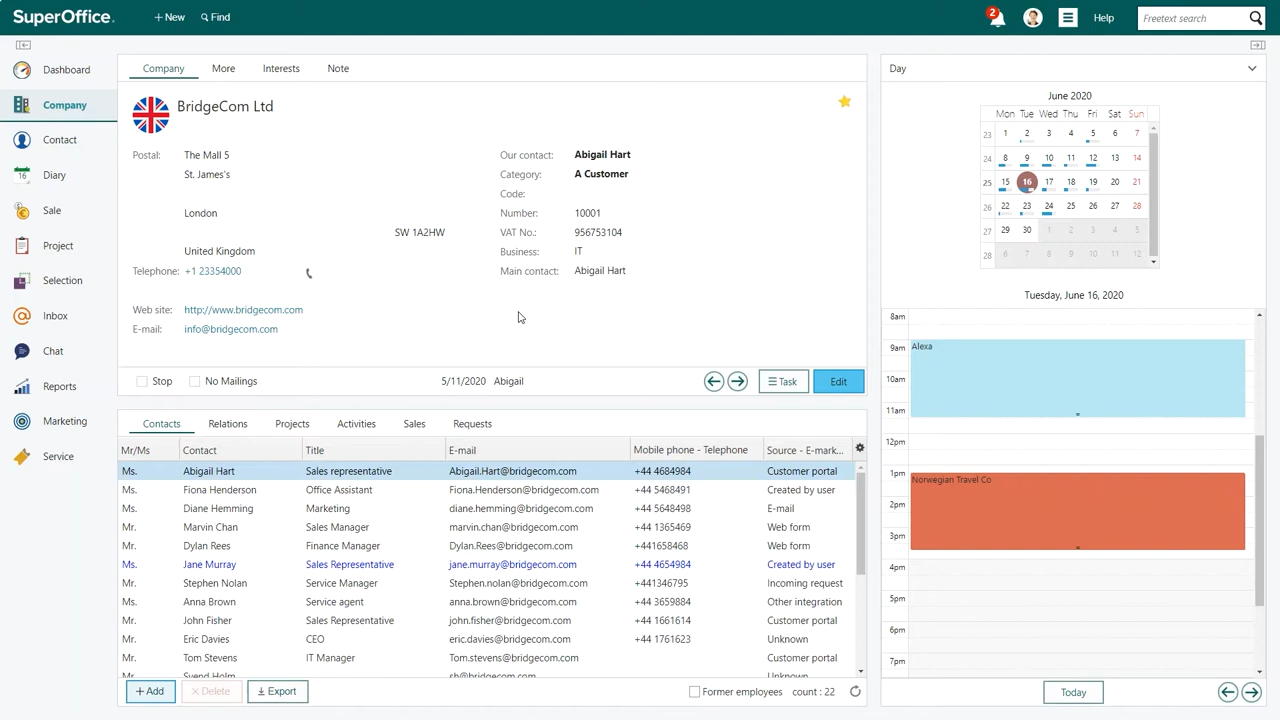 SuperOffice.
+ New
Find
2
Help
Freetext search
Dashboard
Company
Contact
16
Diary
Sale
Project
Selection
Inbox
Chat
Reports
Marketing
Service
Company More Interests Note
BridgeCom Ltd
Postal: The Mall 5
St. James's
London
SW 1A2HW
United Kingdom
Telephone: +1 23354000
Web site: http://www.bridgecom.com
E-mail: info@bridgecom.com
Our contact: Abigail Hart
Category: A Customer
Code:
Number: 10001
VAT No.: 956753104
Business: IT
Main contact: Abigail Hart
Stop No Mailings 5/11/2020 Abigail Task Edit
Contacts Relations Projects Activities Sales Requests
Mr/Ms Contact Title E-mail Mobile phone - Telephone Source - E-mark...
Ms. Abigail Hart Sales representative Abigail.Hart@bridgecom.com +44 4684984 Customer portal
Ms. Fiona Henderson Office Assistant Fiona.Henderson@bridgecom.com +44 5468491 Created by user
Ms. Diane Hemming Marketing diane.hemming@bridgecom.com +44 5648498 E-mail
Mr. Marvin Chan Sales Manager marvin.chan@bridgecom.com +44 1365469 Web form
Mr. Dylan Rees Finance Manager Dylan.Rees@bridgecom.com +441658468 Web form
Ms. Jane Murray Sales Representative jane.murray@bridgecom.com +44 4654984 Created by user
Mr. Stephen Nolan Service Manager Stephen.nolan@bridgecom.com +441346795 Incoming request
Ms. Anna Brown Service agent anna.brown@bridgecom.com +44 3659884 Other integration
Mr. John Fisher Sales Representative john.fisher@bridgecom.com +44 1661614 Customer portal
Mr. Eric Davies CEO eric.davies@bridgecom.com +44 1761623 Unknown
Mr. Tom Stevens IT Manager Tom.stevens@bridgecom.com Customer portal
Mr. Svend Holm sh@bridgecom.com Unknown
+ Add Delete Export Former employees count : 22
Day
June 2020
Mon Tue Wed Thu Fri Sat Sun
23 1 2 3 4 5 6 7
24 8 9 10 11 12 13 14
25 15 16 17 18 19 20 21
26 22 23 24 25 26 27 28
27 29 30 1 2 3 4 5
28 6 7 8 9 10 11 12
Tuesday, June 16, 2020
8am
9am Alexa
10am
11am
12pm
1pm Norwegian Travel Co
2pm
3pm
4pm
5pm
6pm
7pm
Today